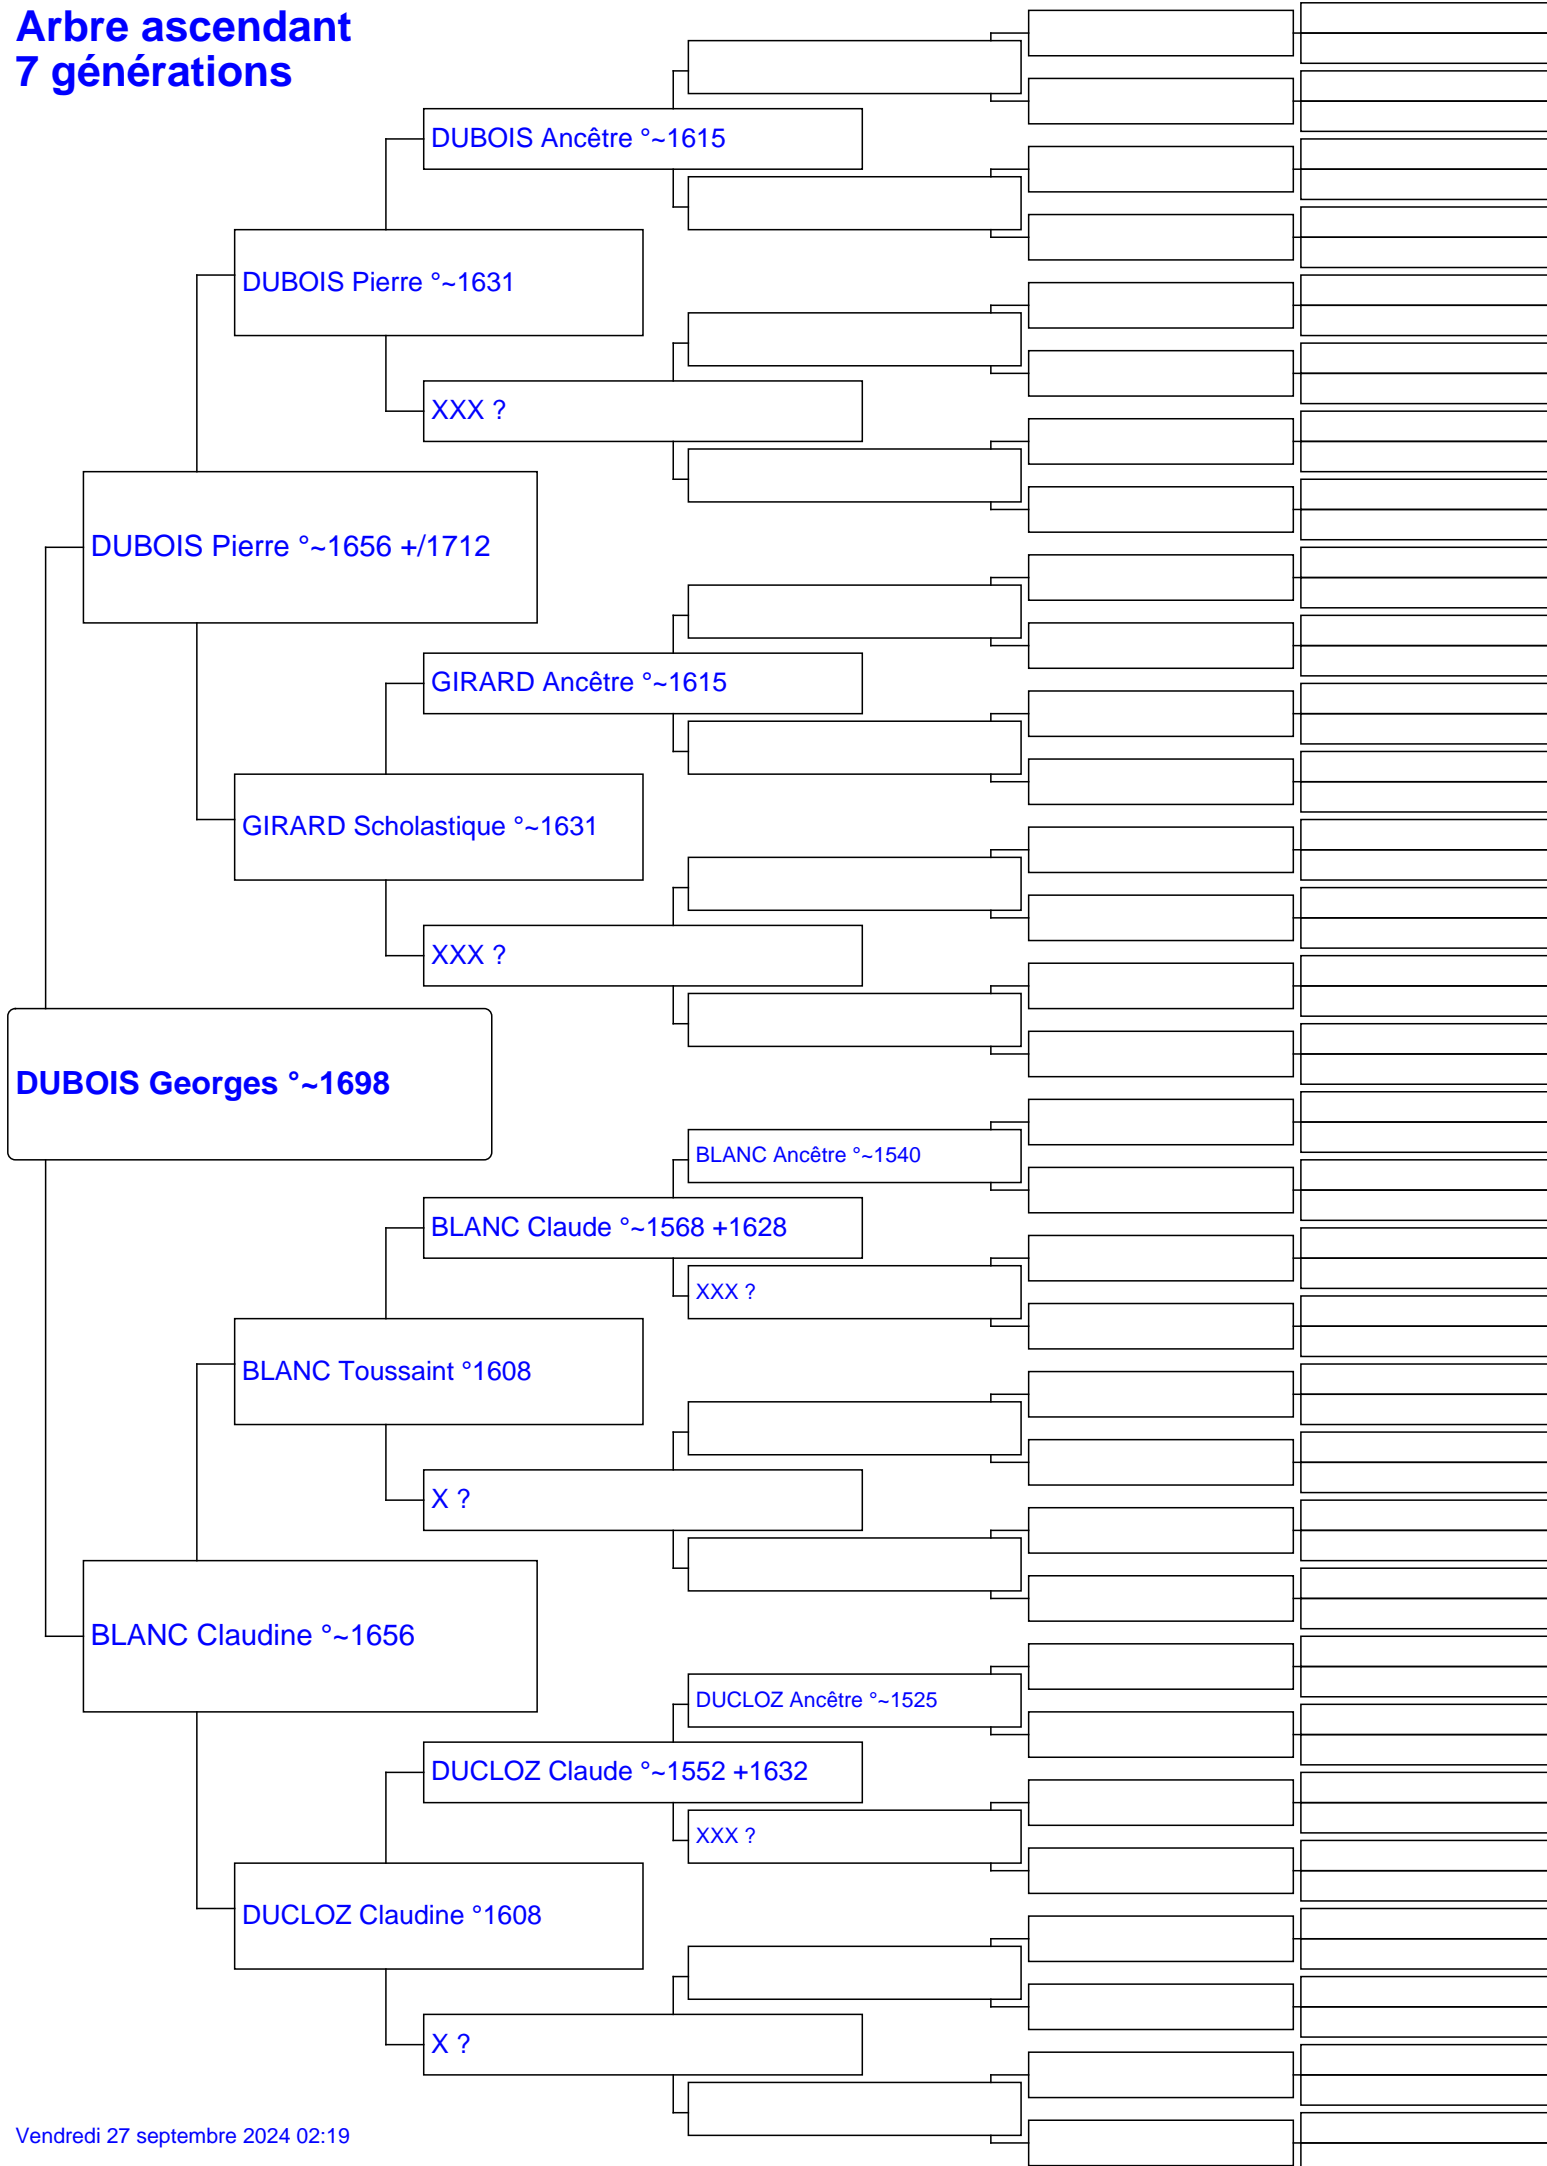 Arbre ascendant
7 générations
DUBOIS Ancêtre °~1615
DUBOIS Pierre °~1631
XXX ?
DUBOIS Pierre °~1656 +/1712
GIRARD Ancêtre °~1615
GIRARD Scholastique °~1631
XXX ?
DUBOIS Georges °~1698
BLANC Ancêtre °~1540
BLANC Claude °~1568 +1628
XXX ?
BLANC Toussaint °1608
X ?
BLANC Claudine °~1656
DUCLOZ Ancêtre °~1525
DUCLOZ Claude °~1552 +1632
XXX ?
DUCLOZ Claudine °1608
X ?
Vendredi 27 septembre 2024 02:19